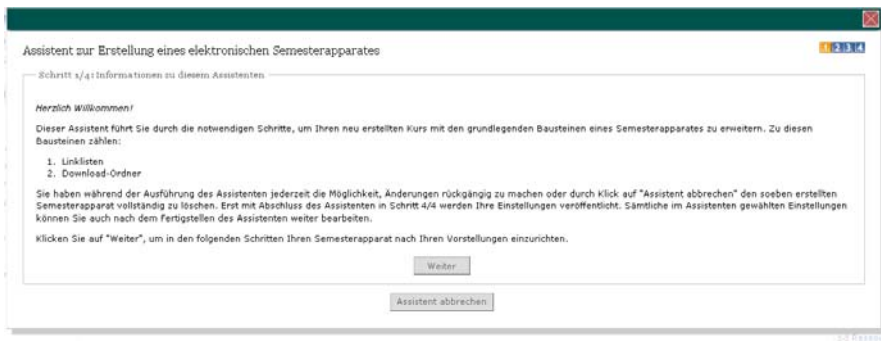 Assistent zur Erstellung eines elektronischen Semesterapparates
1 2 3 4
Schritt 1/4: Informationen zu diesem Assistenten
Herzlich Willkommen!
Dieser Assistent führt Sie durch die notwendigen Schritte, um Ihren neu erstellten Kurs mit den grundlegenden Bausteinen eines Semesterapparates zu erweitern. Zu diesen
Bausteinen zählen:
1. Linklisten
2. Download-Ordner
Sie haben während der Ausführung des Assistenten jederzeit die Möglichkeit, Änderungen rückgängig zu machen oder durch Klick auf "Assistent abbrechen" den soeben erstellten
Semesterapparat vollständig zu löschen. Erst mit Abschluss des Assistenten in Schritt 4/4 werden Ihre Einstellungen veröffentlicht. Sämtliche im Assistenten gewählten Einstellungen
können Sie auch nach dem Fertigstellen des Assistenten weiter bearbeiten.
Klicken Sie auf "Weiter", um in den folgenden Schritten Ihren Semesterapparat nach Ihren Vorstellungen einzurichten.
Weiter
Assistent abbrechen